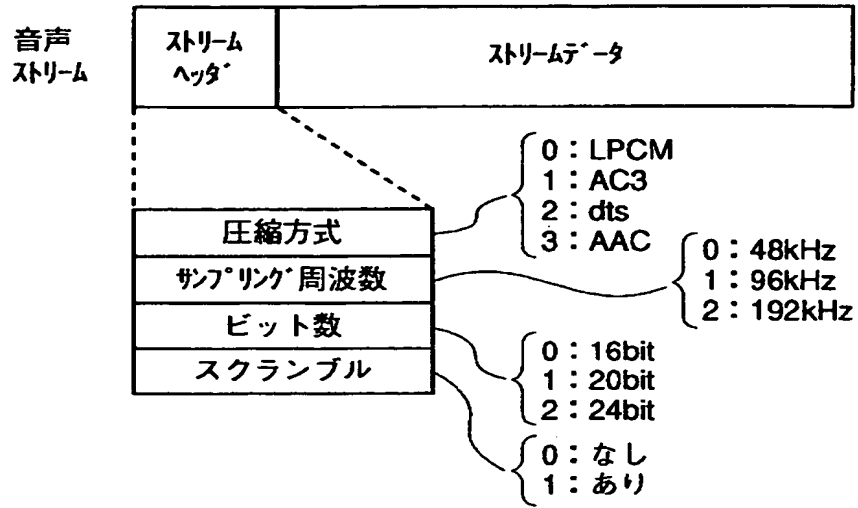 音声
ｽﾄﾘｰﾑ
ｽﾄﾘｰﾑ
ﾍｯﾀﾞ
ｽﾄﾘｰﾑﾃﾞｰﾀ
圧縮方式
ｻﾝﾌﾟﾘﾝｸﾞ周波数
ビット数
スクランブル
0：LPCM
1：AC3
2：dts
3：AAC
0：48kHz
1：96kHz
2：192kHz
0：16bit
1：20bit
2：24bit
0：なし
1：あり